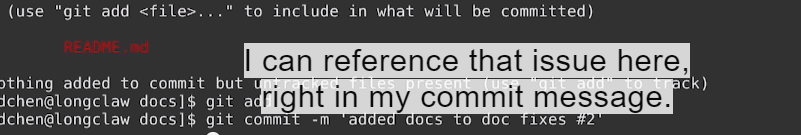 (use "git add <file>..." to include in what will be committed)
README.md
I can reference that issue here,
othing added to commit but untracked files present (use "git add" to track)
dchen@longclaw docs]$ git ad
right in my commit message.
dchen@longclaw docs]$ git commit -m 'added docs to doc fixes #2'